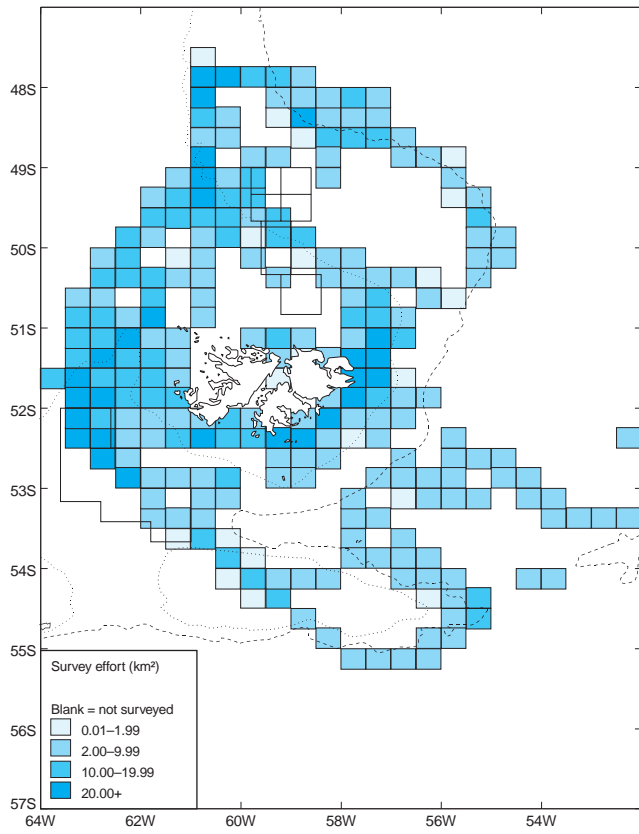 48S
49S
50S
51S
52S
53S
54S
55S
Survey effort (km²)
Blank = not surveyed
0.01–1.99
2.00–9.99
10.00–19.99
20.00+
56S
57S
64W
62W
60W
58W
56W
54W